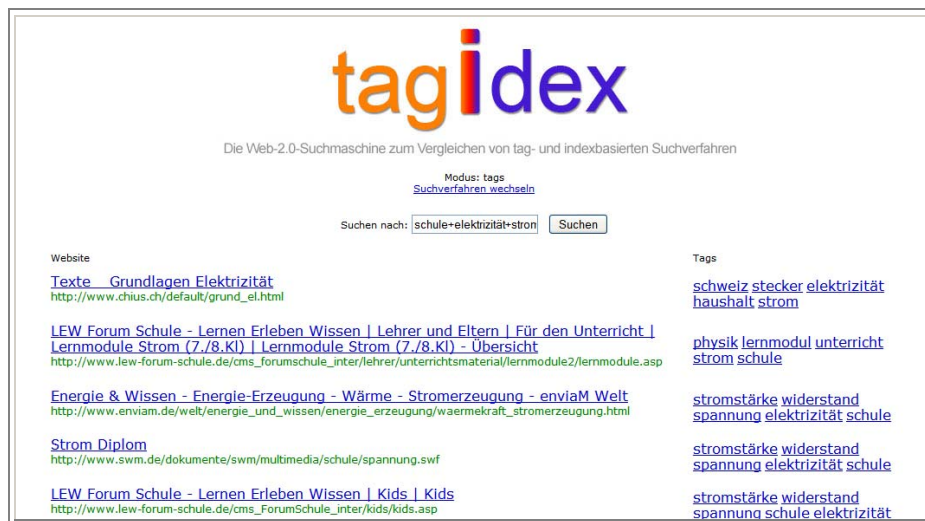 tagidex
Die Web-2.0-Suchmaschine zum Vergleichen von tag- und indexbasierten Suchverfahren
Modus: tags
Suchverfahren wechseln
Suchen nach: schule+elektrizität+stron Suchen
Website Tags
Texte Grundlagen Elektrizität
http://www.chius.ch/default/grund_el.html
schweiz stecker elektrizität
haushalt strom
LEW Forum Schule - Lernen Erleben Wissen | Lehrer und Eltern | Für den Unterricht |
Lernmodule Strom (7./8.Kl) | Lernmodule Strom (7./8.Kl) - Übersicht
http://www.lew-forum-schule.de/cms_forumschule_inter/lehrer/unterrichtsmaterial/lernmodule2/lernmodule.asp
physik lernmodul unterricht
strom schule
Energie & Wissen - Energie-Erzeugung - Wärme - Stromerzeugung - enviaM Welt
http://www.enviam.de/welt/energie_und_wissen/energie_erzeugung/waermekraft_stromerzeugung.html
stromstärke widerstand
spannung elektrizität schule
Strom Diplom
http://www.swm.de/dokumente/swm/multimedia/schule/spannung.swf
stromstärke widerstand
spannung elektrizität schule
LEW Forum Schule - Lernen Erleben Wissen | Kids | Kids
http://www.lew-forum-schule.de/cms_ForumSchule_inter/kids/kids.asp
stromstärke widerstand
spannung schule elektrizität